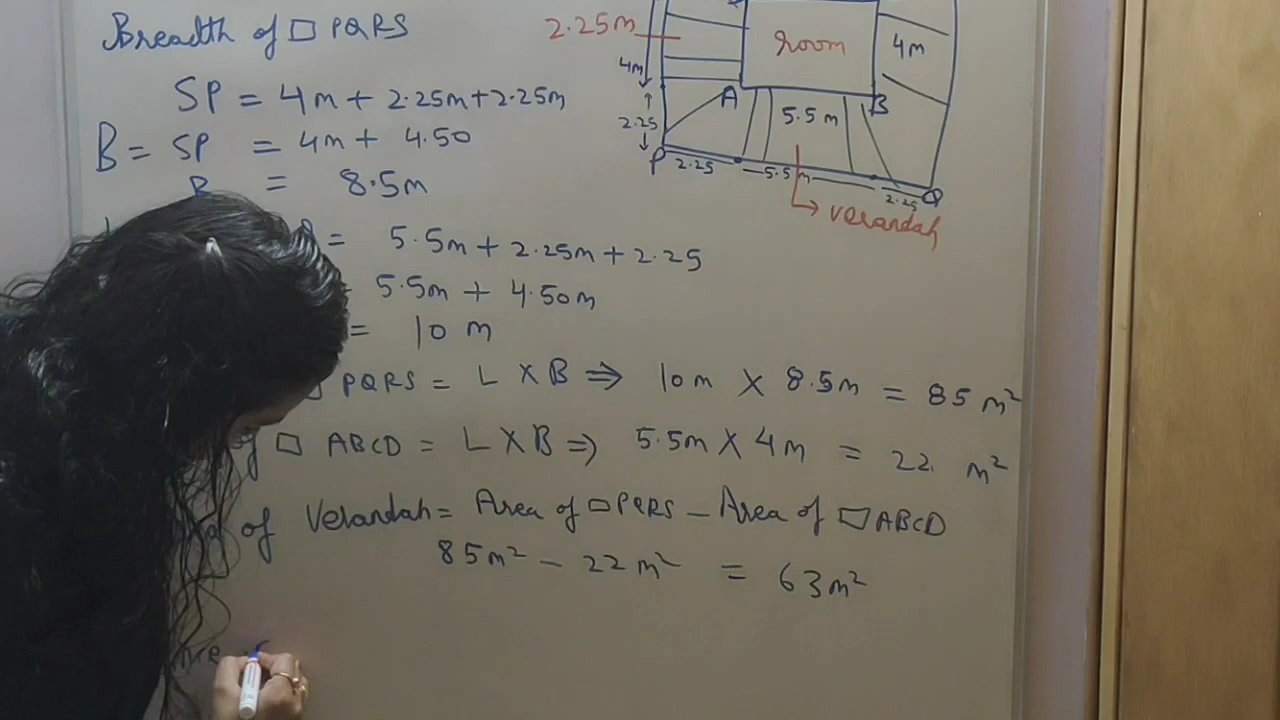 Breadth of □ PQRS
SP = 4m + 2.25m + 2.25m
B = SP = 4m + 4.50
B = 8.5m
= 5.5m + 2.25m + 2.25
5.5m + 4.50m
= 10 m
PQRS = L X B ⇒ 10m X 8.5m = 85 m²
of □ ABCD = L X B ⇒ 5.5m X 4m = 22 m²
of Verandah = Area of □ PQRS - Area of □ ABCD
85m² - 22m² = 63m²
2.25m
room
4m
4m
A
B
2.25
5.5m
P
2.25
5.5m
2.25
Q
verandah